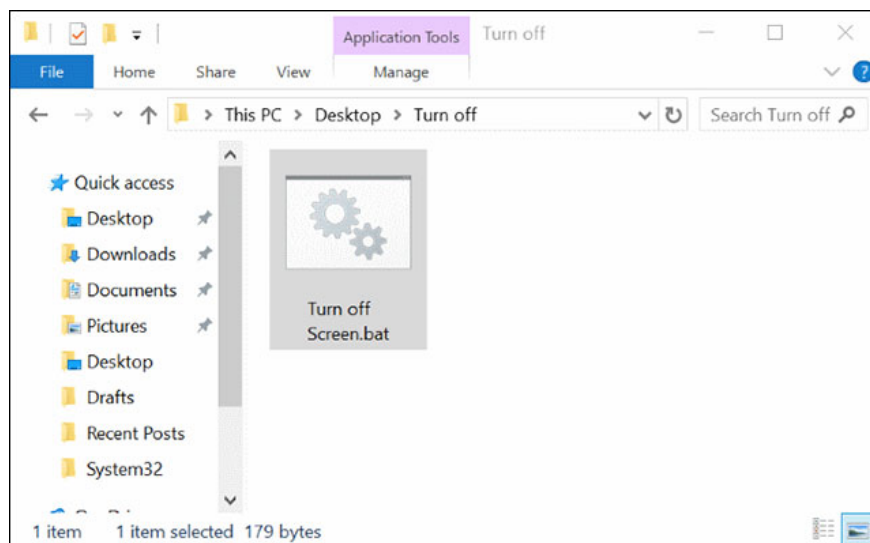 Application Tools
Turn off
File
Home
Share
View
Manage
?
This PC > Desktop > Turn off
Search Turn off
Quick access
Desktop
Downloads
Documents
Pictures
Desktop
Drafts
Recent Posts
System32
Turn off
Screen.bat
1 item
1 item selected 179 bytes